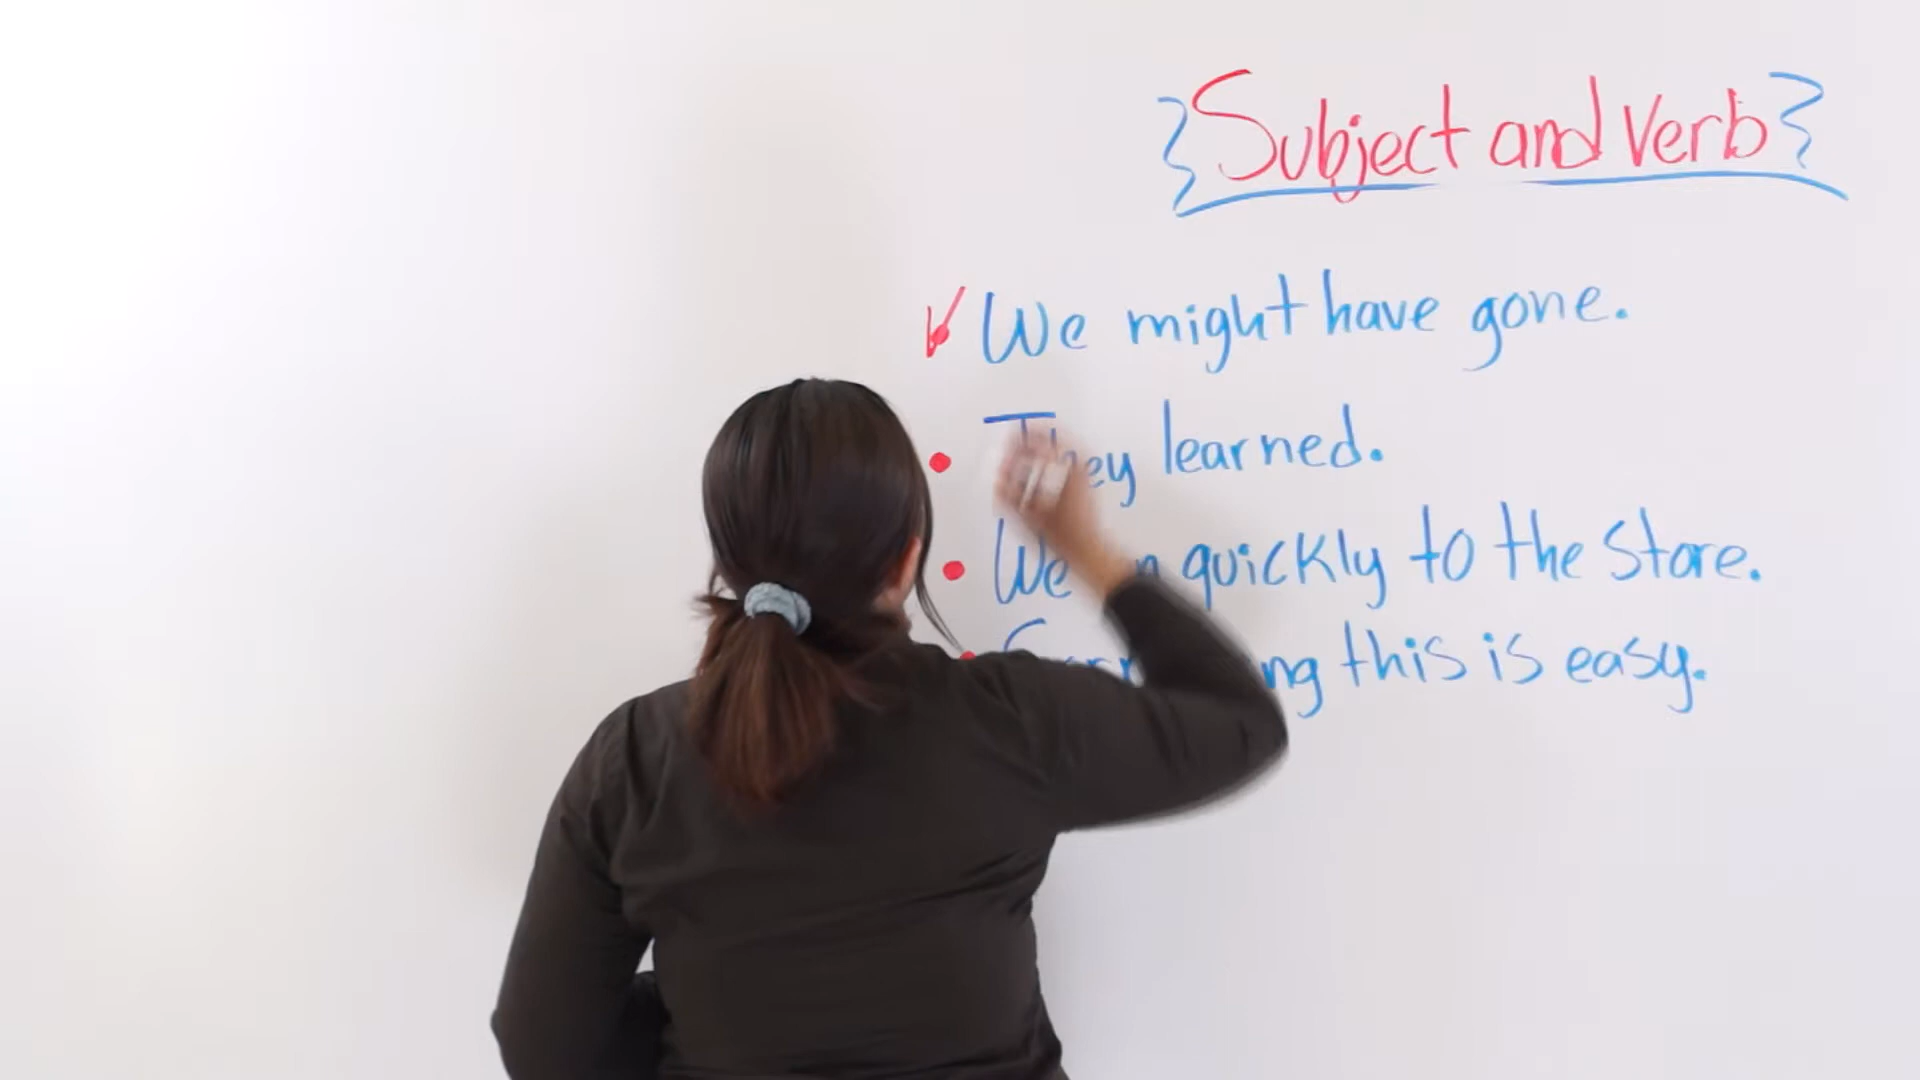 {Subject and Verb}
We might have gone.
They learned.
We quickly to the store.
this is easy.